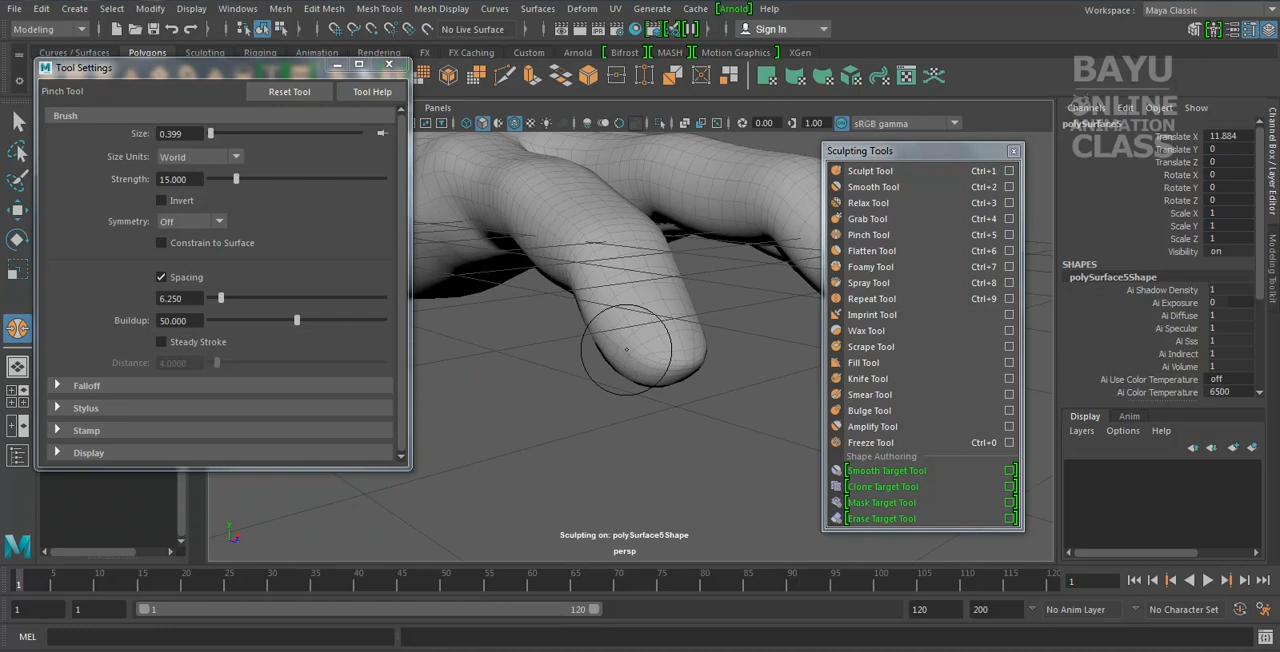 File Edit Create Select Modify Display Windows Mesh Edit Mesh Mesh Tools Mesh Display Curves Surfaces Deform UV Generate Cache [Arnold] Help Workspace : Maya Classic
Modeling No Live Surface Sign In
Curves / Surfaces Polygons Sculpting Rigging Animation Rendering FX FX Caching Custom Arnold Bifrost MASH Motion Graphics XGen
BAYU
ONLINE
ANIMATION
CLASS
Tool Settings
Pinch Tool Reset Tool Tool Help
Brush
Size: 0.399
Size Units: World
Strength: 15.000
Invert
Symmetry: Off
Constrain to Surface
Spacing
6.250
Buildup: 50.000
Steady Stroke
Distance: 4.0000
Falloff
Stylus
Stamp
Display
Panels
0.00 1.00 sRGB gamma
Sculpting Tools
Sculpt Tool Ctrl+1
Smooth Tool Ctrl+2
Relax Tool Ctrl+3
Grab Tool Ctrl+4
Pinch Tool Ctrl+5
Flatten Tool Ctrl+6
Foamy Tool Ctrl+7
Spray Tool Ctrl+8
Repeat Tool Ctrl+9
Imprint Tool
Wax Tool
Scrape Tool
Fill Tool
Knife Tool
Smear Tool
Bulge Tool
Amplify Tool
Freeze Tool Ctrl+0
Shape Authoring
Smooth Target Tool
Clone Target Tool
Mask Target Tool
Erase Target Tool
Channels Edit Object Show
polySurface5
Translate X 11.884
Translate Y 0
Translate Z 0
Rotate X 0
Rotate Y 0
Rotate Z 0
Scale X 1
Scale Y 1
Scale Z 1
Visibility on
SHAPES
polySurface5Shape
Ai Shadow Density 1
Ai Exposure 0
Ai Diffuse 1
Ai Specular 1
Ai Sss 1
Ai Indirect 1
Ai Volume 1
Ai Use Color Temperature off
Ai Color Temperature 6500
Display Anim
Layers Options Help
Channel Box / Layer Editor
Modeling Toolkit
Sculpting on: polySurface5Shape
persp
y
1 5 10 15 20 25 30 35 40 45 50 55 60 65 70 75 80 85 90 95 100 105 110 115 120 1
1 1 1 120 120 200 No Anim Layer No Character Set
MEL